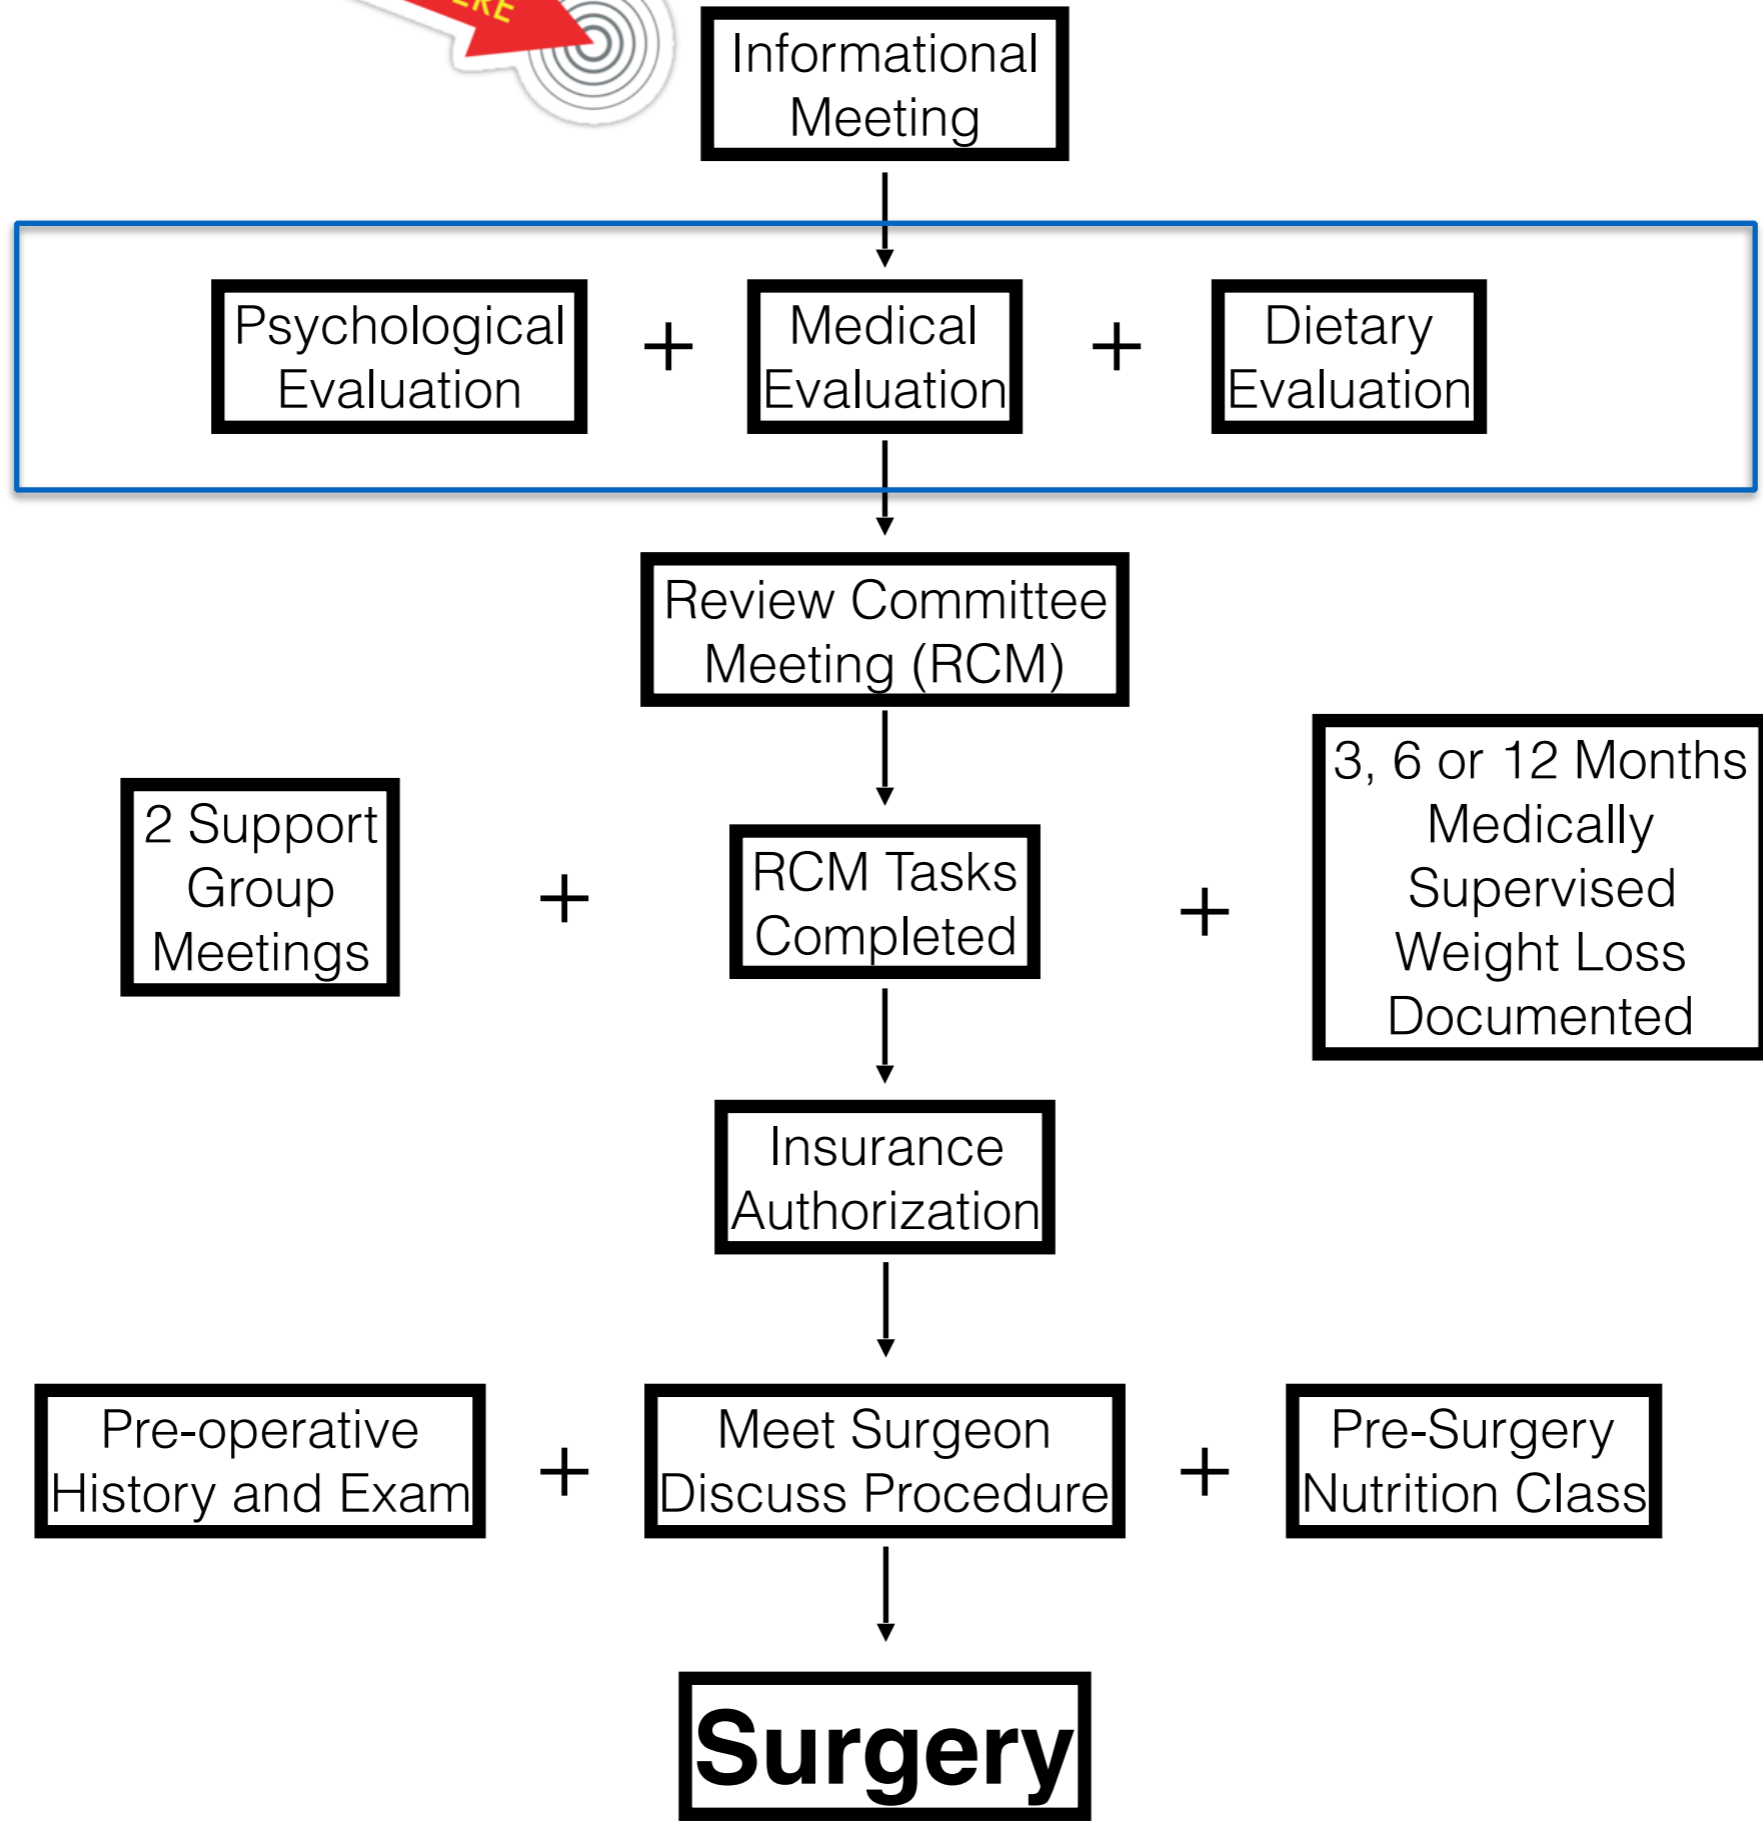 Informational
Meeting
Psychological
Evaluation
+
Medical
Evaluation
+
Dietary
Evaluation
Review Committee
Meeting (RCM)
2 Support
Group
Meetings
+
RCM Tasks
Completed
+
3, 6 or 12 Months
Medically
Supervised
Weight Loss
Documented
Insurance
Authorization
Pre-operative
History and Exam
+
Meet Surgeon
Discuss Procedure
+
Pre-Surgery
Nutrition Class
Surgery